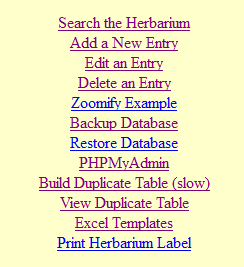 Search the Herbarium
Add a New Entry
Edit an Entry
Delete an Entry
Zoomify Example
Backup Database
Restore Database
PHPMyAdmin
Build Duplicate Table (slow)
View Duplicate Table
Excel Templates
Print Herbarium Label